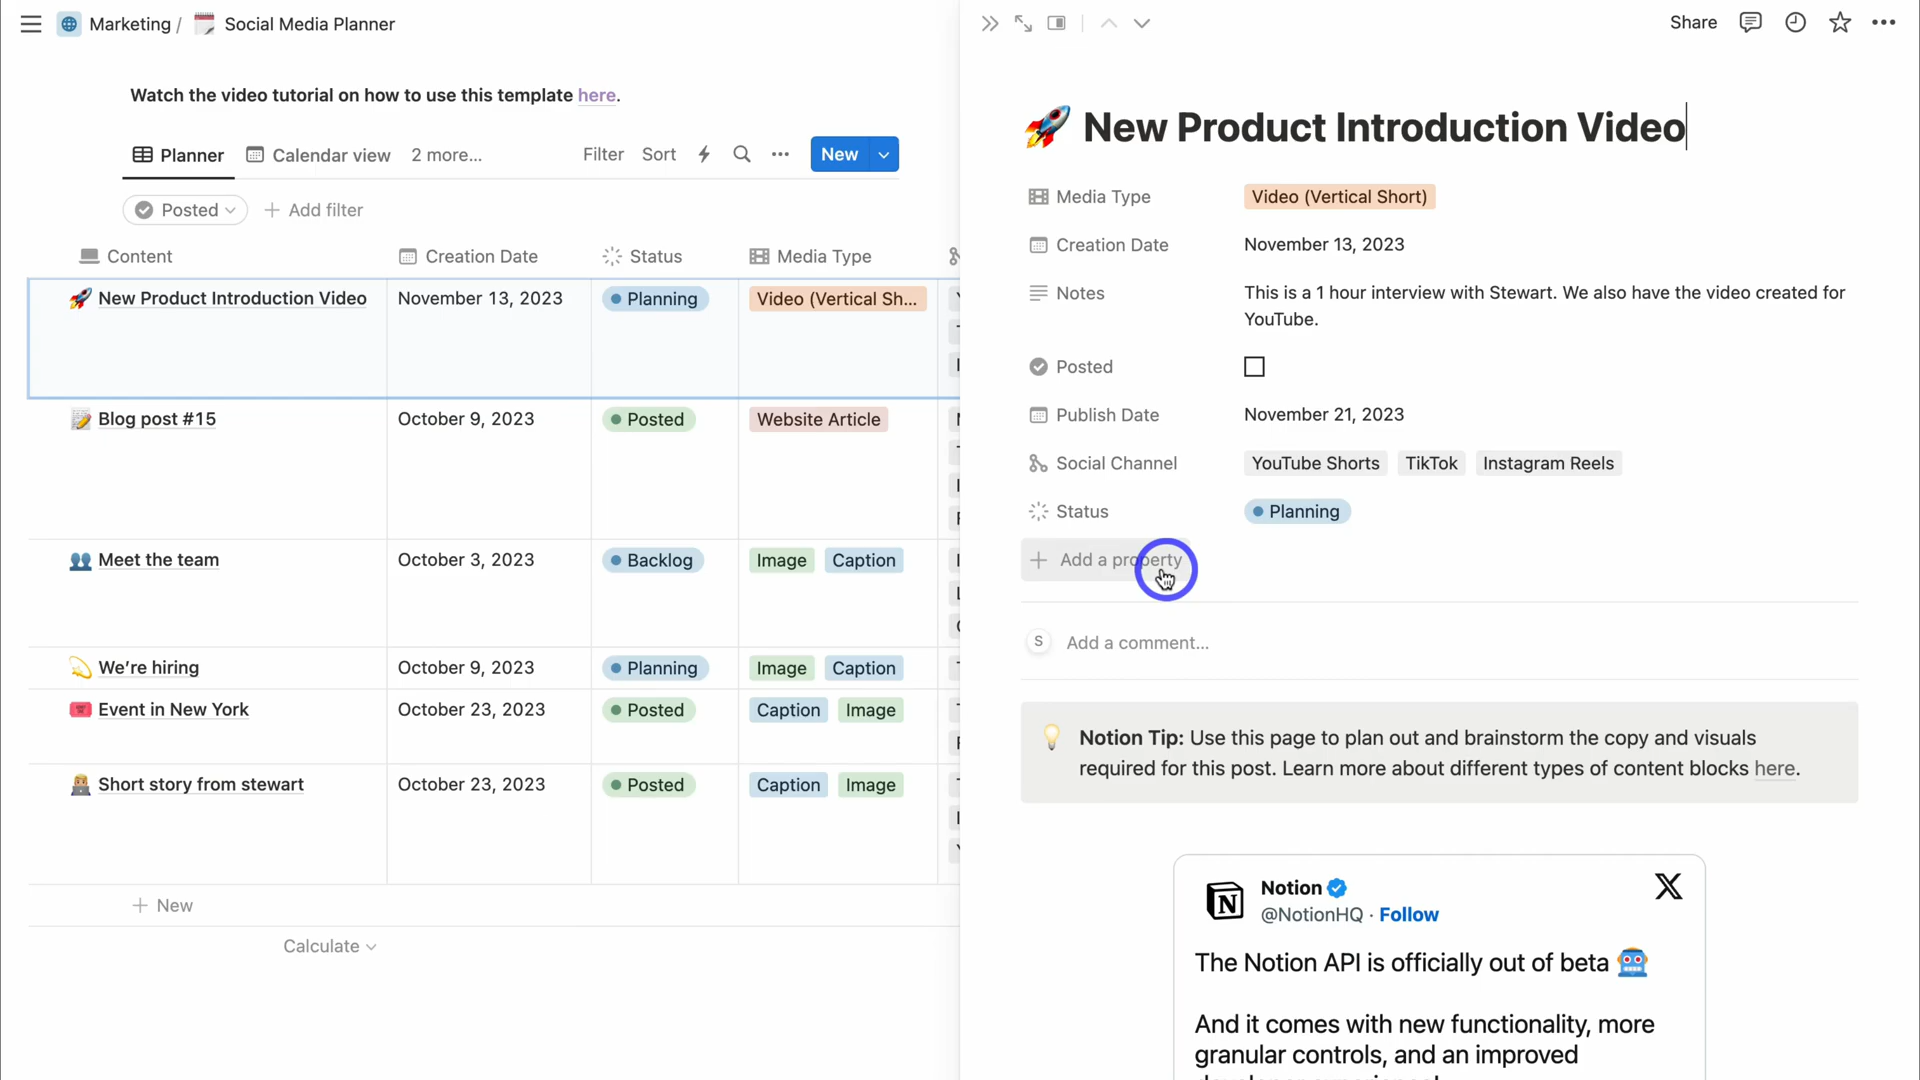 Marketing / Social Media Planner
Watch the video tutorial on how to use this template here.
Planner Calendar view 2 more... Filter Sort New
Posted Add filter
Content Creation Date Status Media Type
New Product Introduction Video November 13, 2023 Planning Video (Vertical Sh...
Blog post #15 October 9, 2023 Posted Website Article
Meet the team October 3, 2023 Backlog Image Caption
We're hiring October 9, 2023 Planning Image Caption
Event in New York October 23, 2023 Posted Caption Image
Short story from stewart October 23, 2023 Posted Caption Image
New
Calculate
Share
New Product Introduction Video
Media Type Video (Vertical Short)
Creation Date November 13, 2023
Notes This is a 1 hour interview with Stewart. We also have the video created for
YouTube.
Posted
Publish Date November 21, 2023
Social Channel YouTube Shorts TikTok Instagram Reels
Status Planning
Add a property
S Add a comment...
Notion Tip: Use this page to plan out and brainstorm the copy and visuals
required for this post. Learn more about different types of content blocks here.
Notion
@NotionHQ · Follow
The Notion API is officially out of beta
And it comes with new functionality, more
granular controls, and an improved